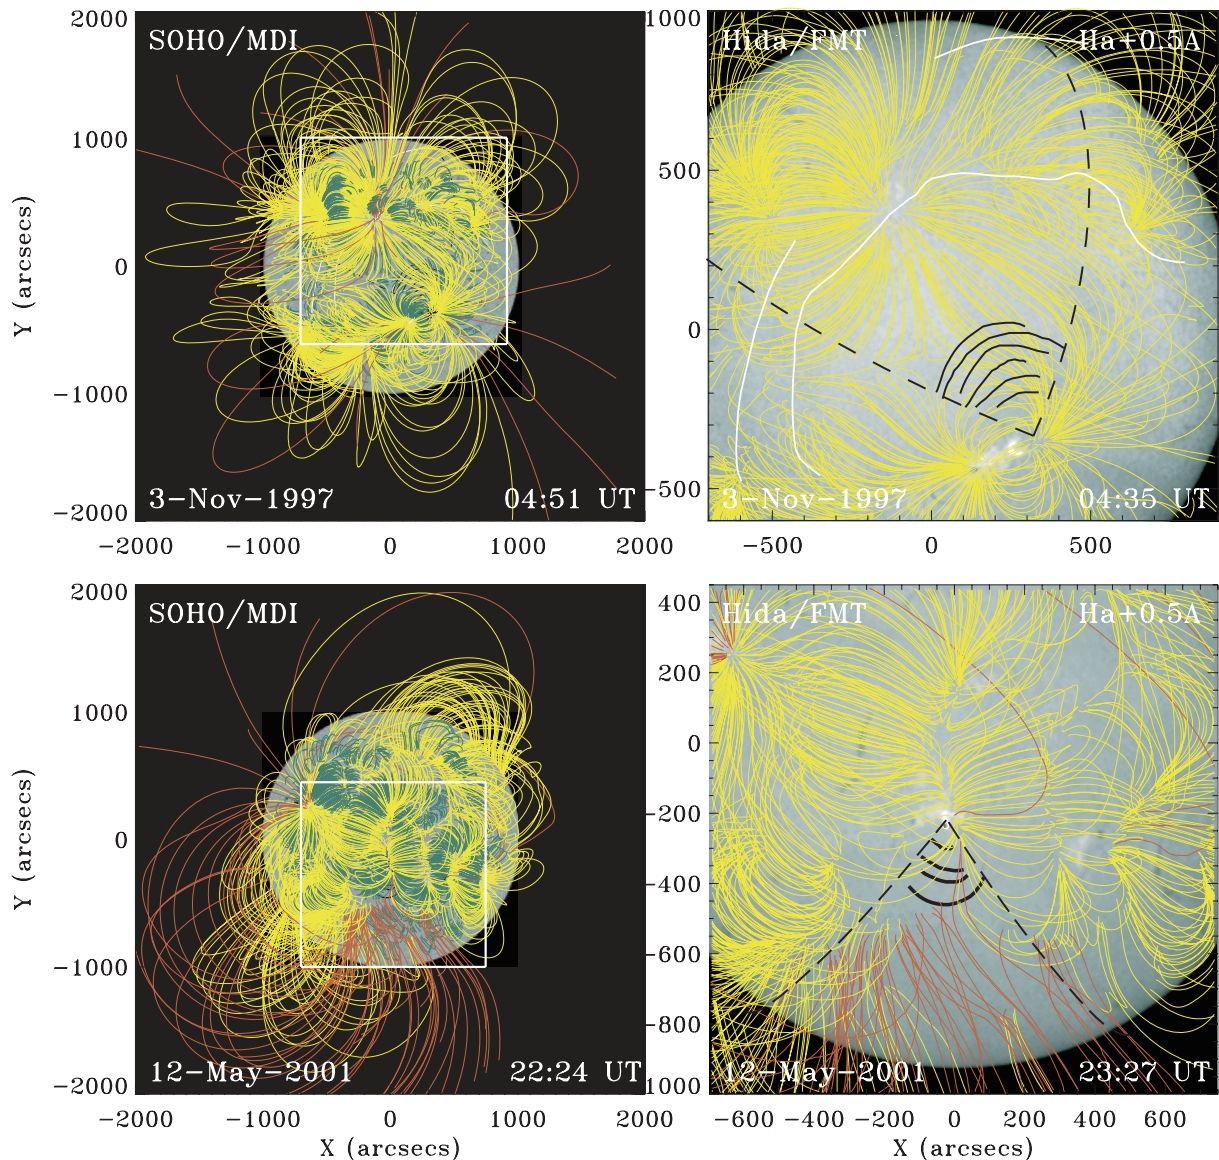 SOHO/MDI
3-Nov-1997 04:51 UT
2000
1000
0
-1000
-2000
Y (arcsecs)
-2000 -1000 0 1000 2000
Hida/FMT Ha+0.5A
3-Nov-1997 04:35 UT
1000
500
0
-500
-500 0 500
SOHO/MDI
12-May-2001 22:24 UT
2000
1000
0
-1000
-2000
Y (arcsecs)
-2000 -1000 0 1000 2000
X (arcsecs)
Hida/FMT Ha+0.5A
12-May-2001 23:27 UT
400
200
0
-200
-400
-600
-800
1000
-600 -400 -200 0 200 400 600
X (arcsecs)